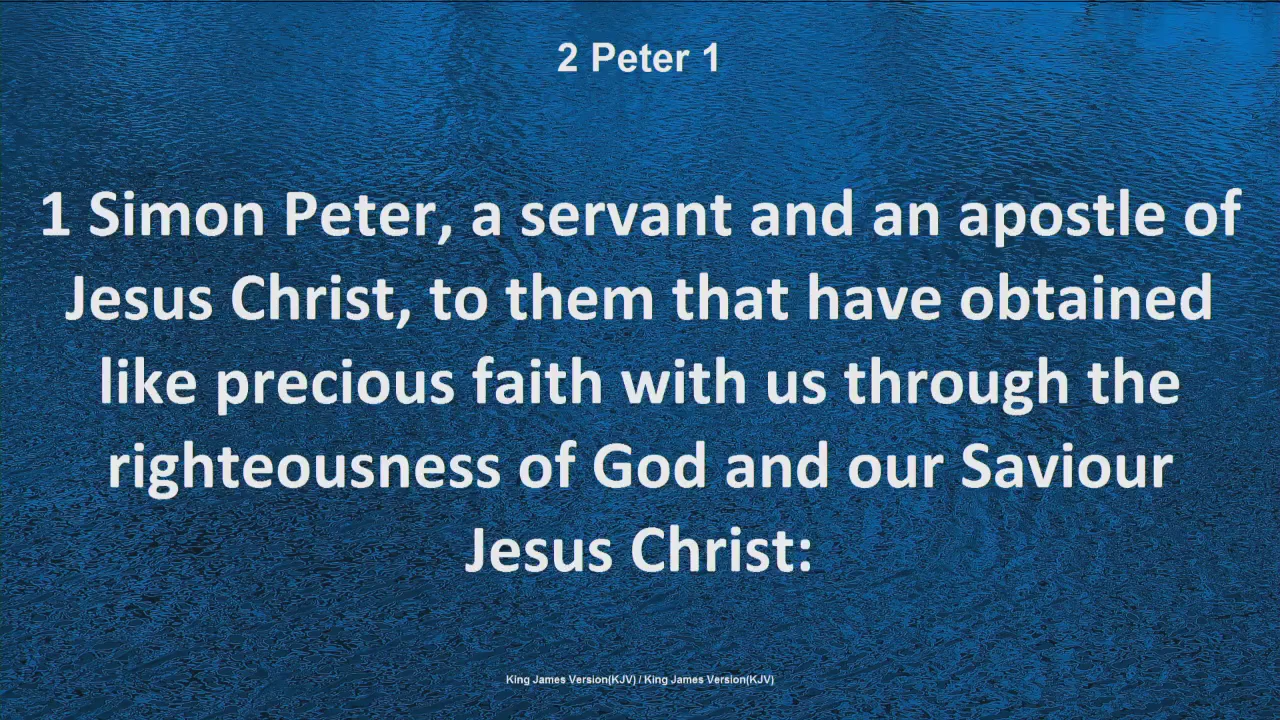 2 Peter 1
1 Simon Peter, a servant and an apostle of
Jesus Christ, to them that have obtained
like precious faith with us through the
righteousness of God and our Saviour
Jesus Christ:
King James Version(KJV) / King James Version(KJV)